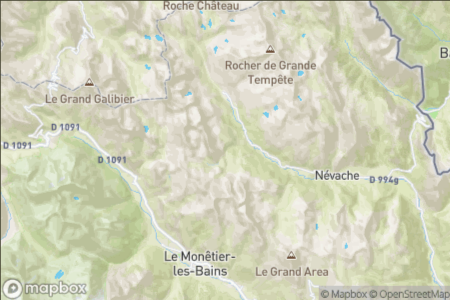 Roche Château
Rocher de Grande
Tempête
Le Grand Galibier
D 1091
D 1091
D 1091
Névache
D 994g
Le Monêtier-
les-Bains
Le Grand Area
mapbox
© Mapbox © OpenStreetMap